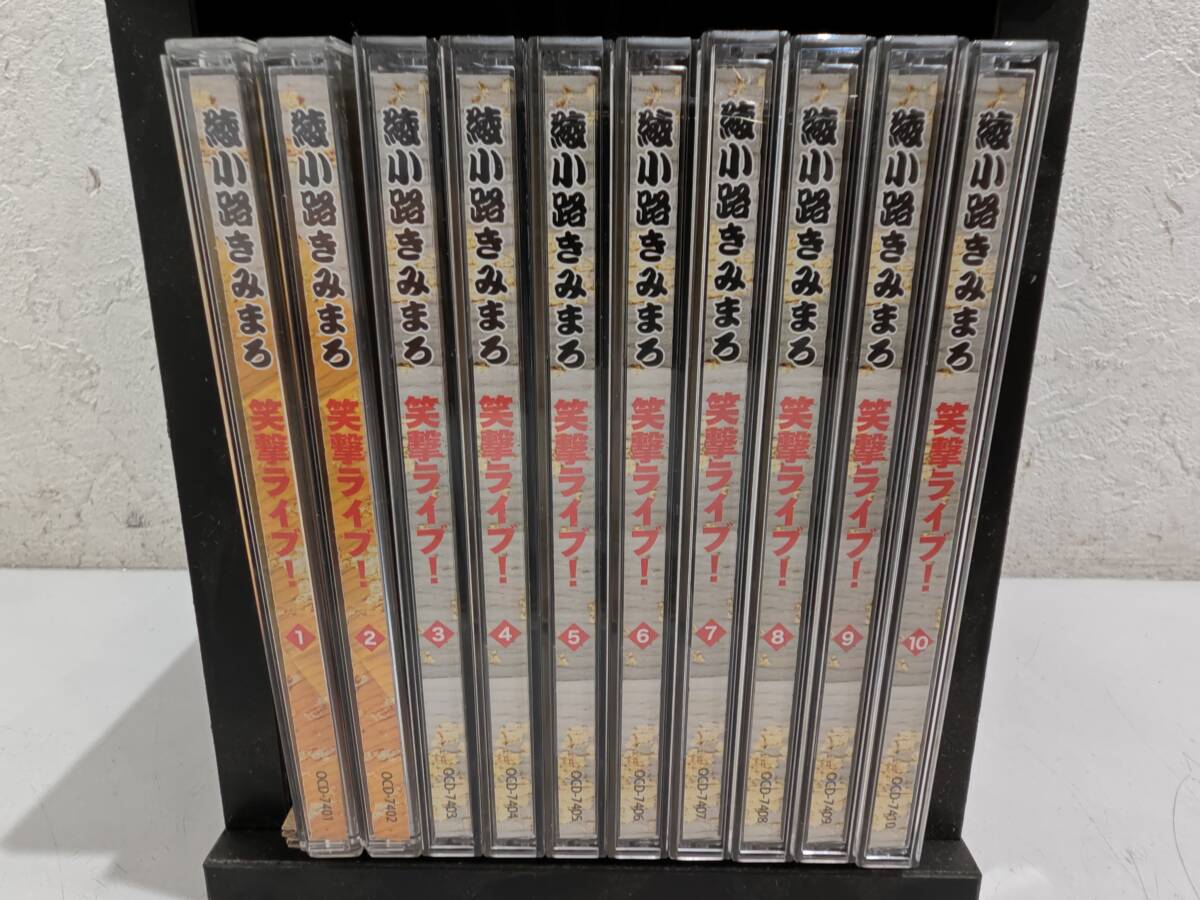 綾小路きみまろ 笑撃ライブ! 1 OCD-7401
綾小路きみまろ 笑撃ライブ! 2 OCD-7402
綾小路きみまろ 笑撃ライブ! 3 OCD-7403
綾小路きみまろ 笑撃ライブ! 4 OCD-7404
綾小路きみまろ 笑撃ライブ! 5 OCD-7405
綾小路きみまろ 笑撃ライブ! 6 OCD-7406
綾小路きみまろ 笑撃ライブ! 7 OCD-7407
綾小路きみまろ 笑撃ライブ! 8 OCD-7408
綾小路きみまろ 笑撃ライブ! 9 OCD-7409
綾小路きみまろ 笑撃ライブ! 10 OCD-7410